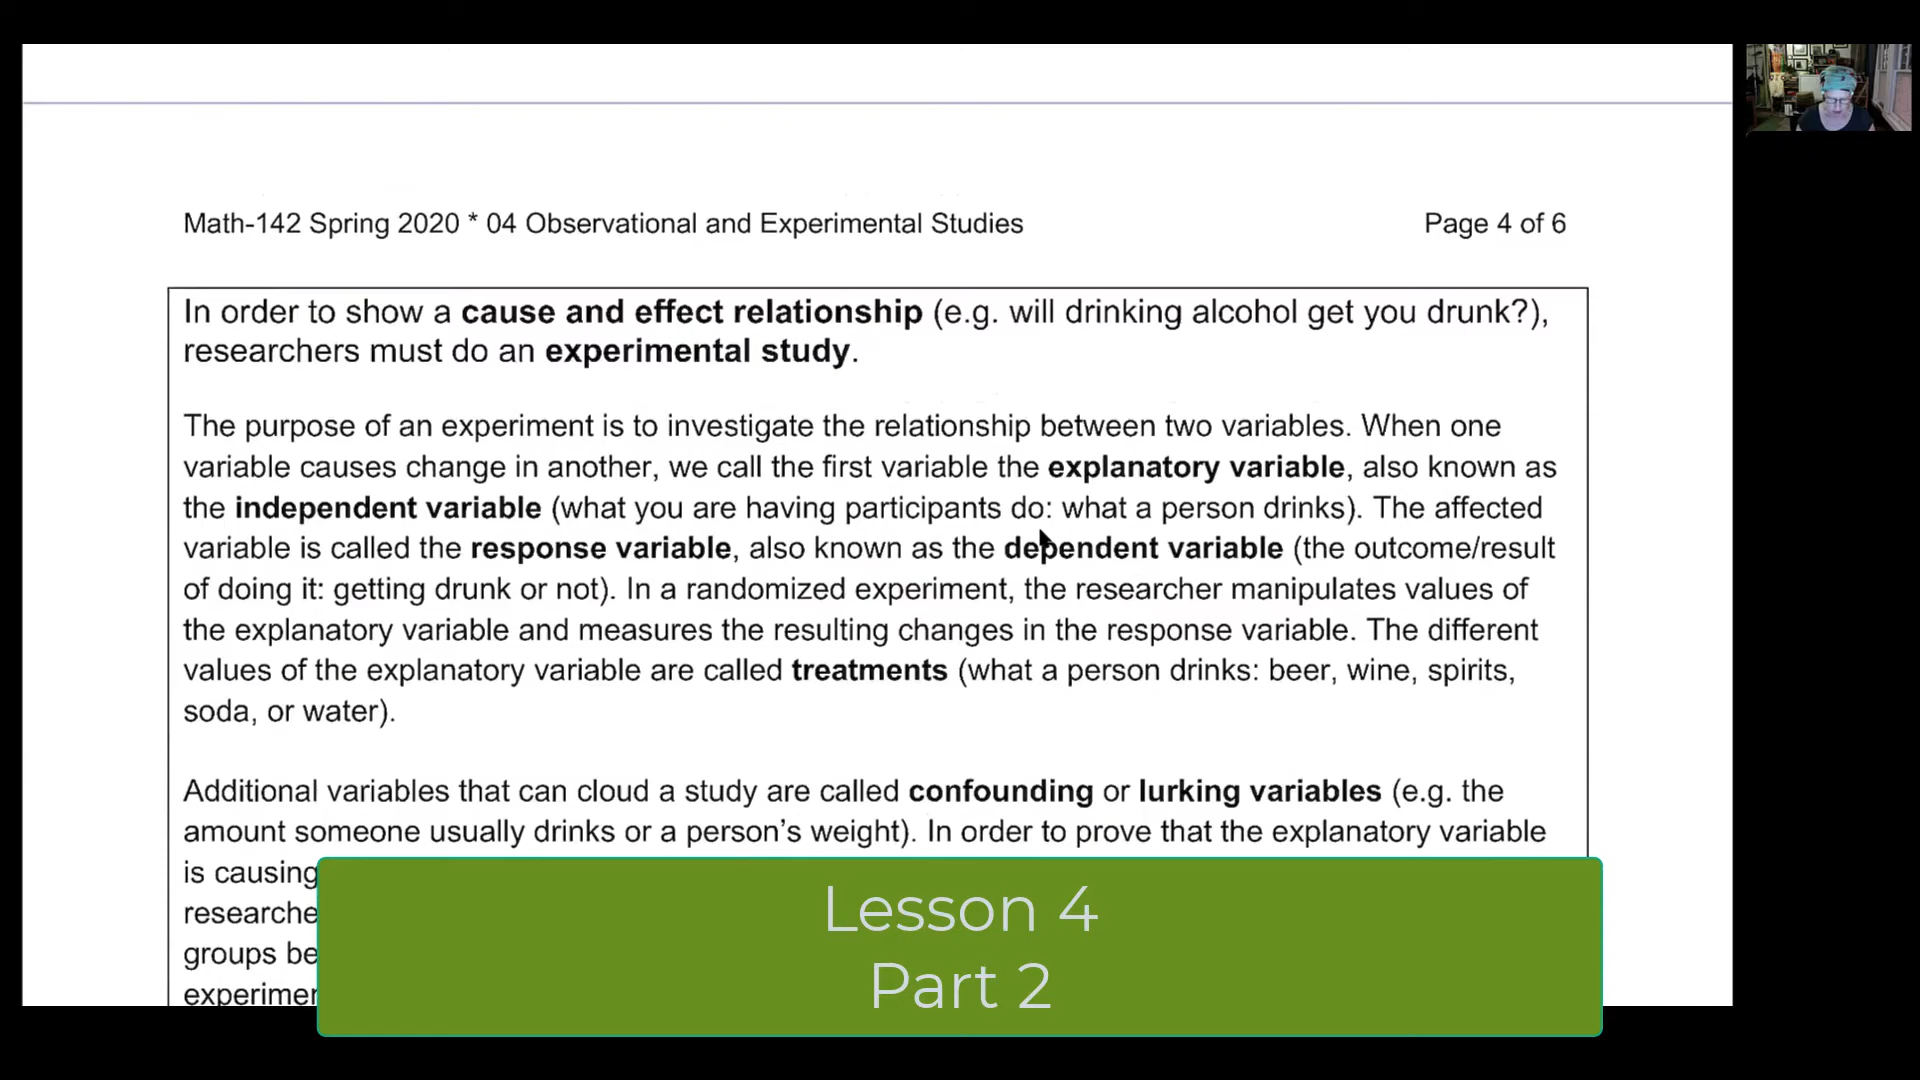 Math-142 Spring 2020 * 04 Observational and Experimental Studies Page 4 of 6
In order to show a cause and effect relationship (e.g. will drinking alcohol get you drunk?),
researchers must do an experimental study.
The purpose of an experiment is to investigate the relationship between two variables. When one
variable causes change in another, we call the first variable the explanatory variable, also known as
the independent variable (what you are having participants do: what a person drinks). The affected
variable is called the response variable, also known as the dependent variable (the outcome/result
of doing it: getting drunk or not). In a randomized experiment, the researcher manipulates values of
the explanatory variable and measures the resulting changes in the response variable. The different
values of the explanatory variable are called treatments (what a person drinks: beer, wine, spirits,
soda, or water).
Additional variables that can cloud a study are called confounding or lurking variables (e.g. the
amount someone usually drinks or a person’s weight). In order to prove that the explanatory variable
is causing
researche
groups be
experimer
Lesson 4
Part 2